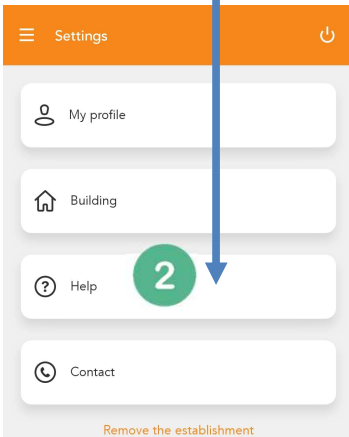 Settings
My profile
Building
Help
2
Contact
Remove the establishment